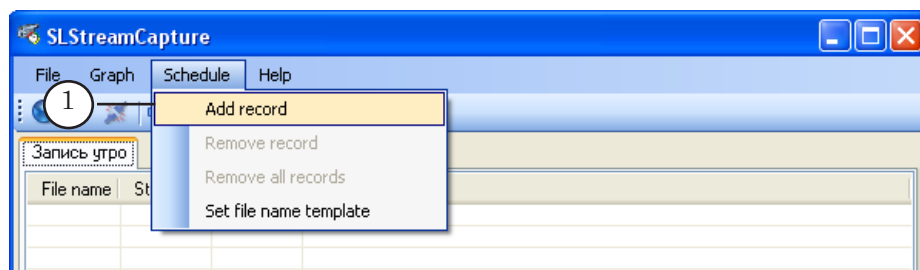 SLStreamCapture
File Graph Schedule Help
1
Add record
Remove record
Запись утро
Remove all records
File name St
Set file name template